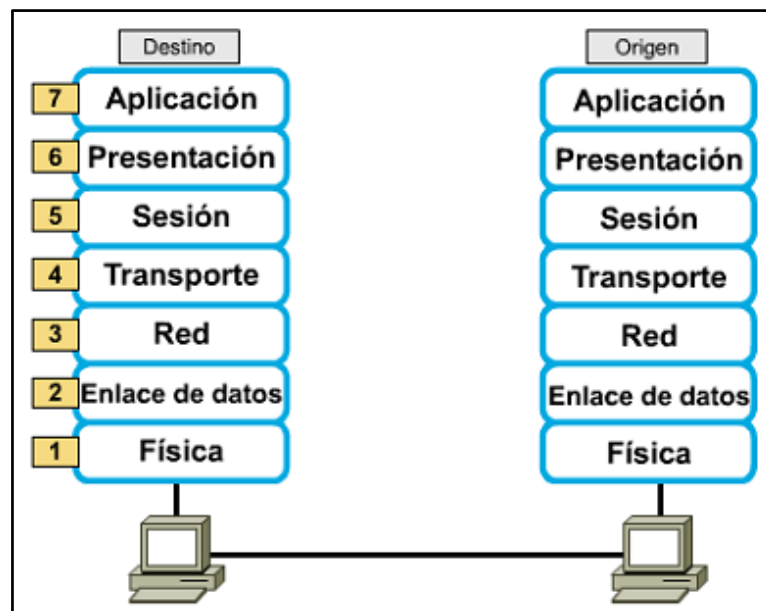 Destino
7 Aplicación
6 Presentación
5 Sesión
4 Transporte
3 Red
2 Enlace de datos
1 Física
Origen
Aplicación
Presentación
Sesión
Transporte
Red
Enlace de datos
Física